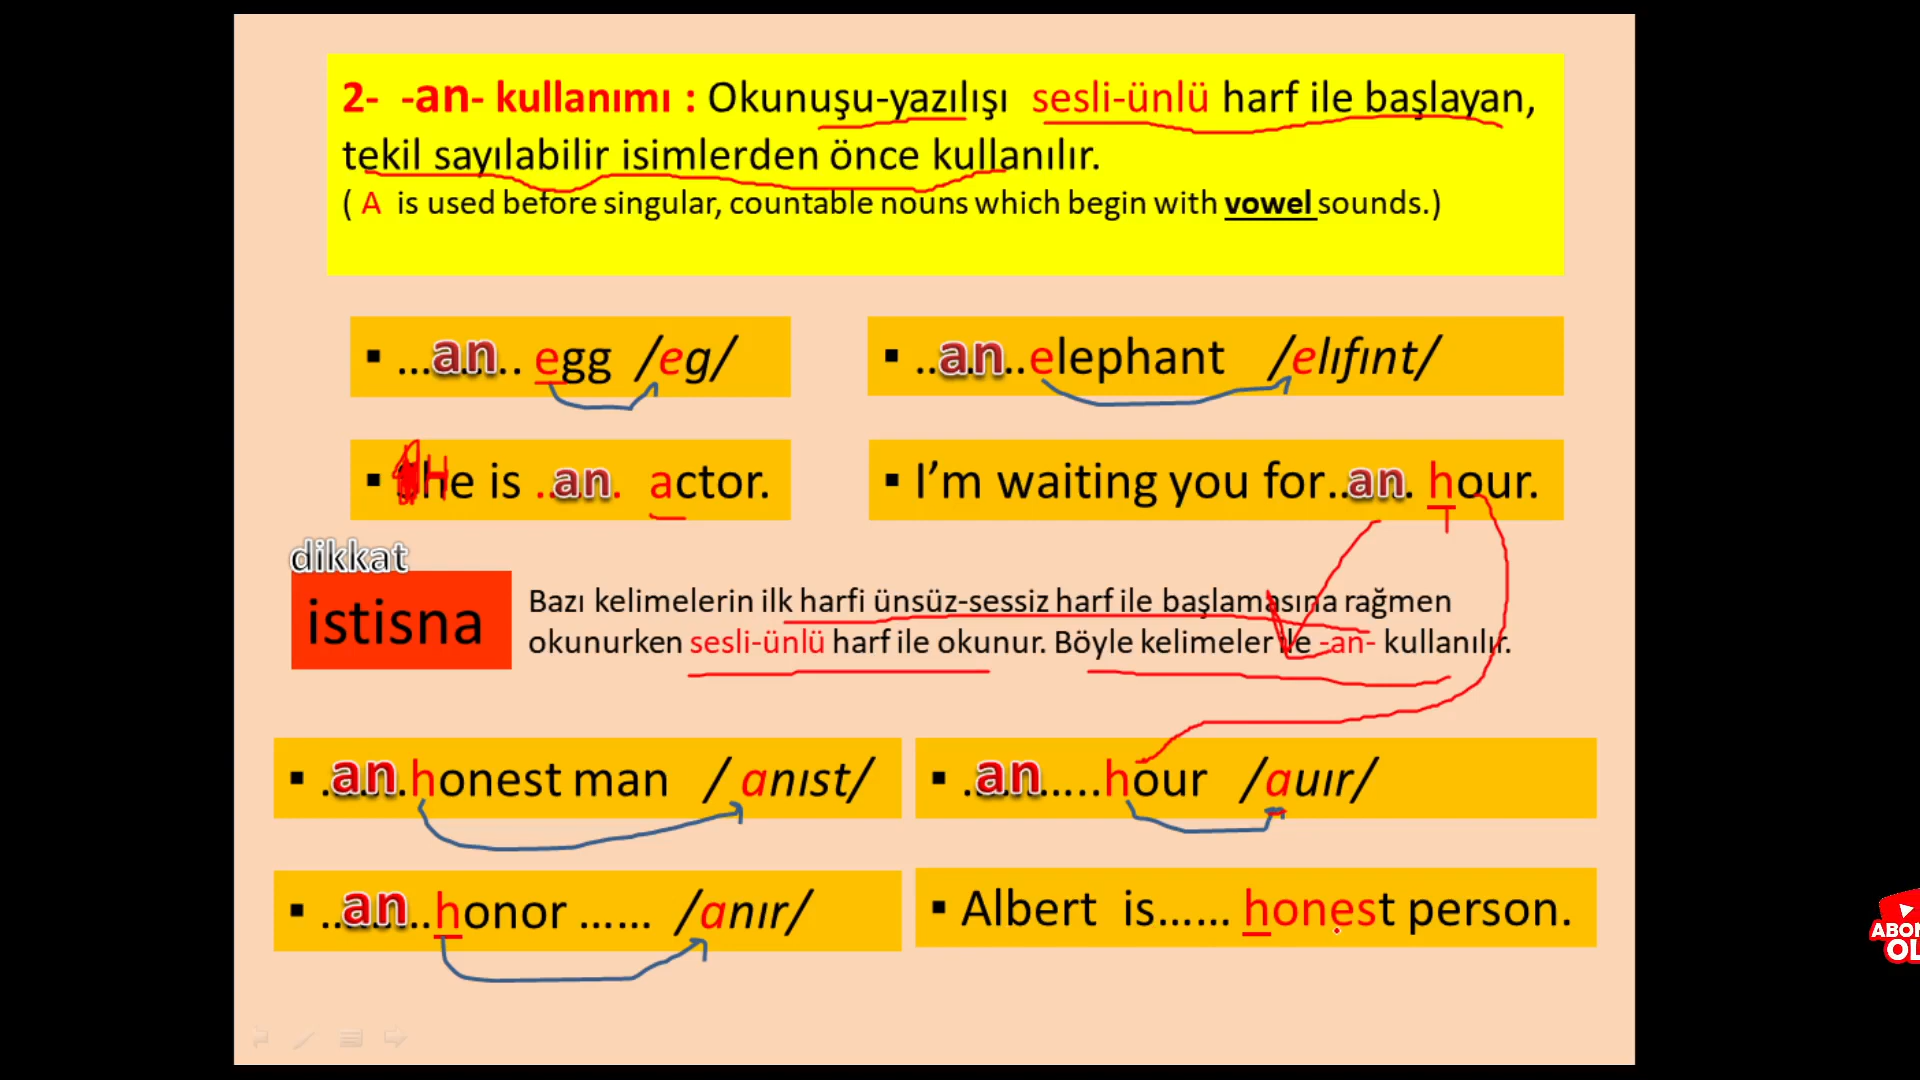 2- -an- kullanımı : Okunuşu-yazılışı sesli-ünlü harf ile başlayan,
tekil sayılabilir isimlerden önce kullanılır.
( A is used before singular, countable nouns which begin with vowel sounds.)
▪ ...an.. egg /eg/
▪ ..an..elephant /elıfınt/
▪ he is ..an. actor.
▪ I’m waiting you for..an. hour.
dikkat
istisna
Bazı kelimelerin ilk harfi ünsüz-sessiz harf ile başlamasına rağmen
okunurken sesli-ünlü harf ile okunur. Böyle kelimeler ile -an- kullanılır.
▪ .an.honest man / anıst/
▪ .an.....hour /auır/
▪ ..an..honor ...... /anır/
▪ Albert is...... honest person.
ABON
OL